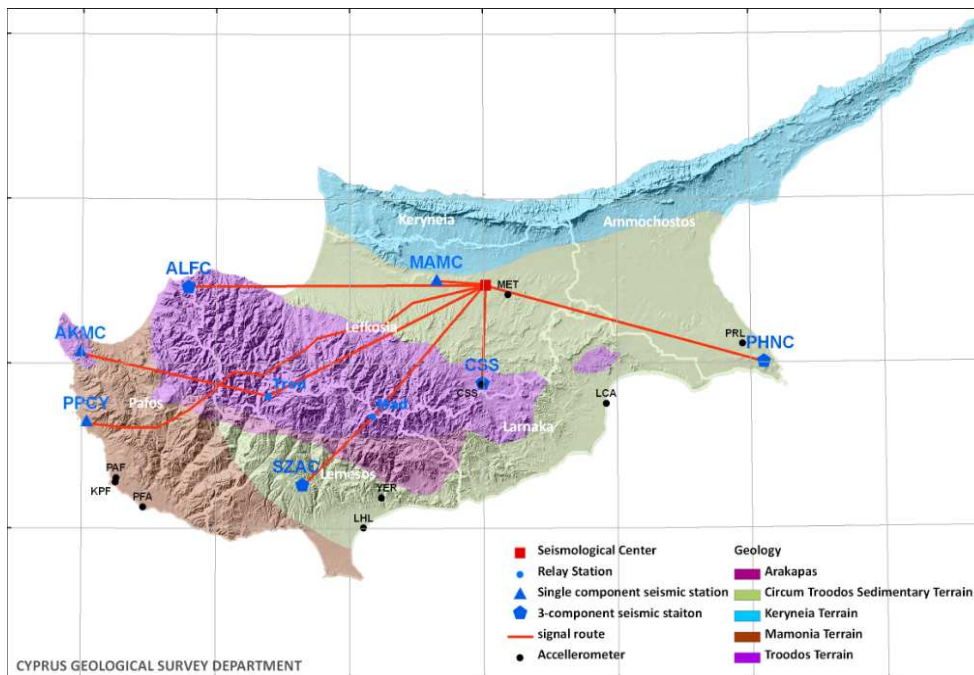 Keryneia
Ammochostos
MAMC
ALFC
MET
Lefkosia
AKMC
PRL
PHNC
CSS
Trod
CSS
LCA
Pafos
PPCY
Mad
Larnaka
SZAC
Lemesos
PAF
KPF
YER
PFA
LHL
Seismological Center
Relay Station
Single component seismic station
3-component seismic staiton
signal route
Accellerometer
Geology
Arakapas
Circum Troodos Sedimentary Terrain
Keryneia Terrain
Mamonia Terrain
Troodos Terrain
CYPRUS GEOLOGICAL SURVEY DEPARTMENT